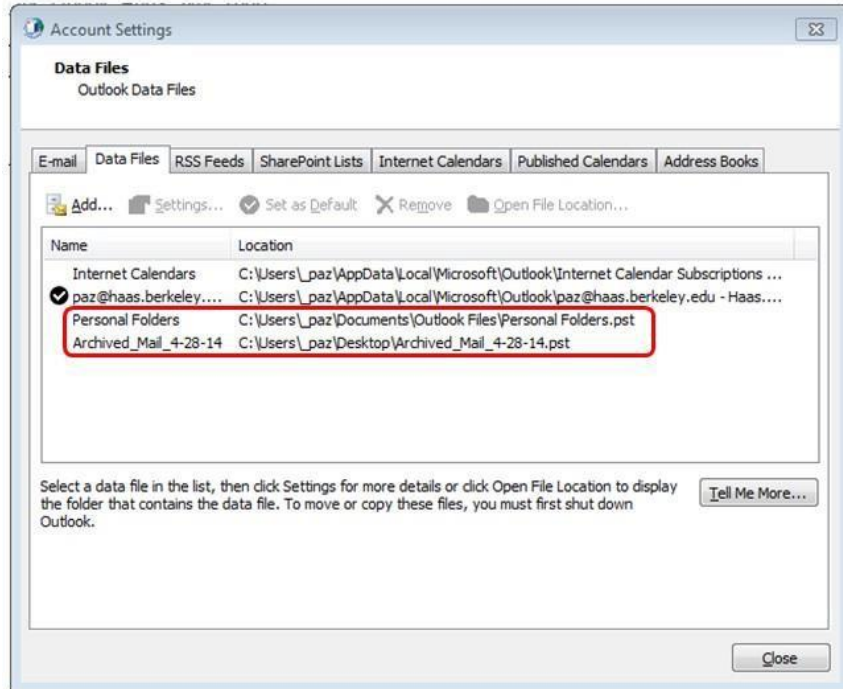 Account Settings
Data Files
Outlook Data Files
E-mail Data Files RSS Feeds SharePoint Lists Internet Calendars Published Calendars Address Books
Add... Settings... Set as Default Remove Open File Location...
Name Location
Internet Calendars C:\Users\_paz\AppData\Local\Microsoft\Outlook\Internet Calendar Subscriptions ...
paz@haas.berkeley.... C:\Users\_paz\AppData\Local\Microsoft\Outlook\paz@haas.berkeley.edu - Haas....
Personal Folders C:\Users\_paz\Documents\Outlook Files\Personal Folders.pst
Archived_Mail_4-28-14 C:\Users\_paz\Desktop\Archived_Mail_4-28-14.pst
Select a data file in the list, then click Settings for more details or click Open File Location to display
the folder that contains the data file. To move or copy these files, you must first shut down
Outlook.
Tell Me More...
Close